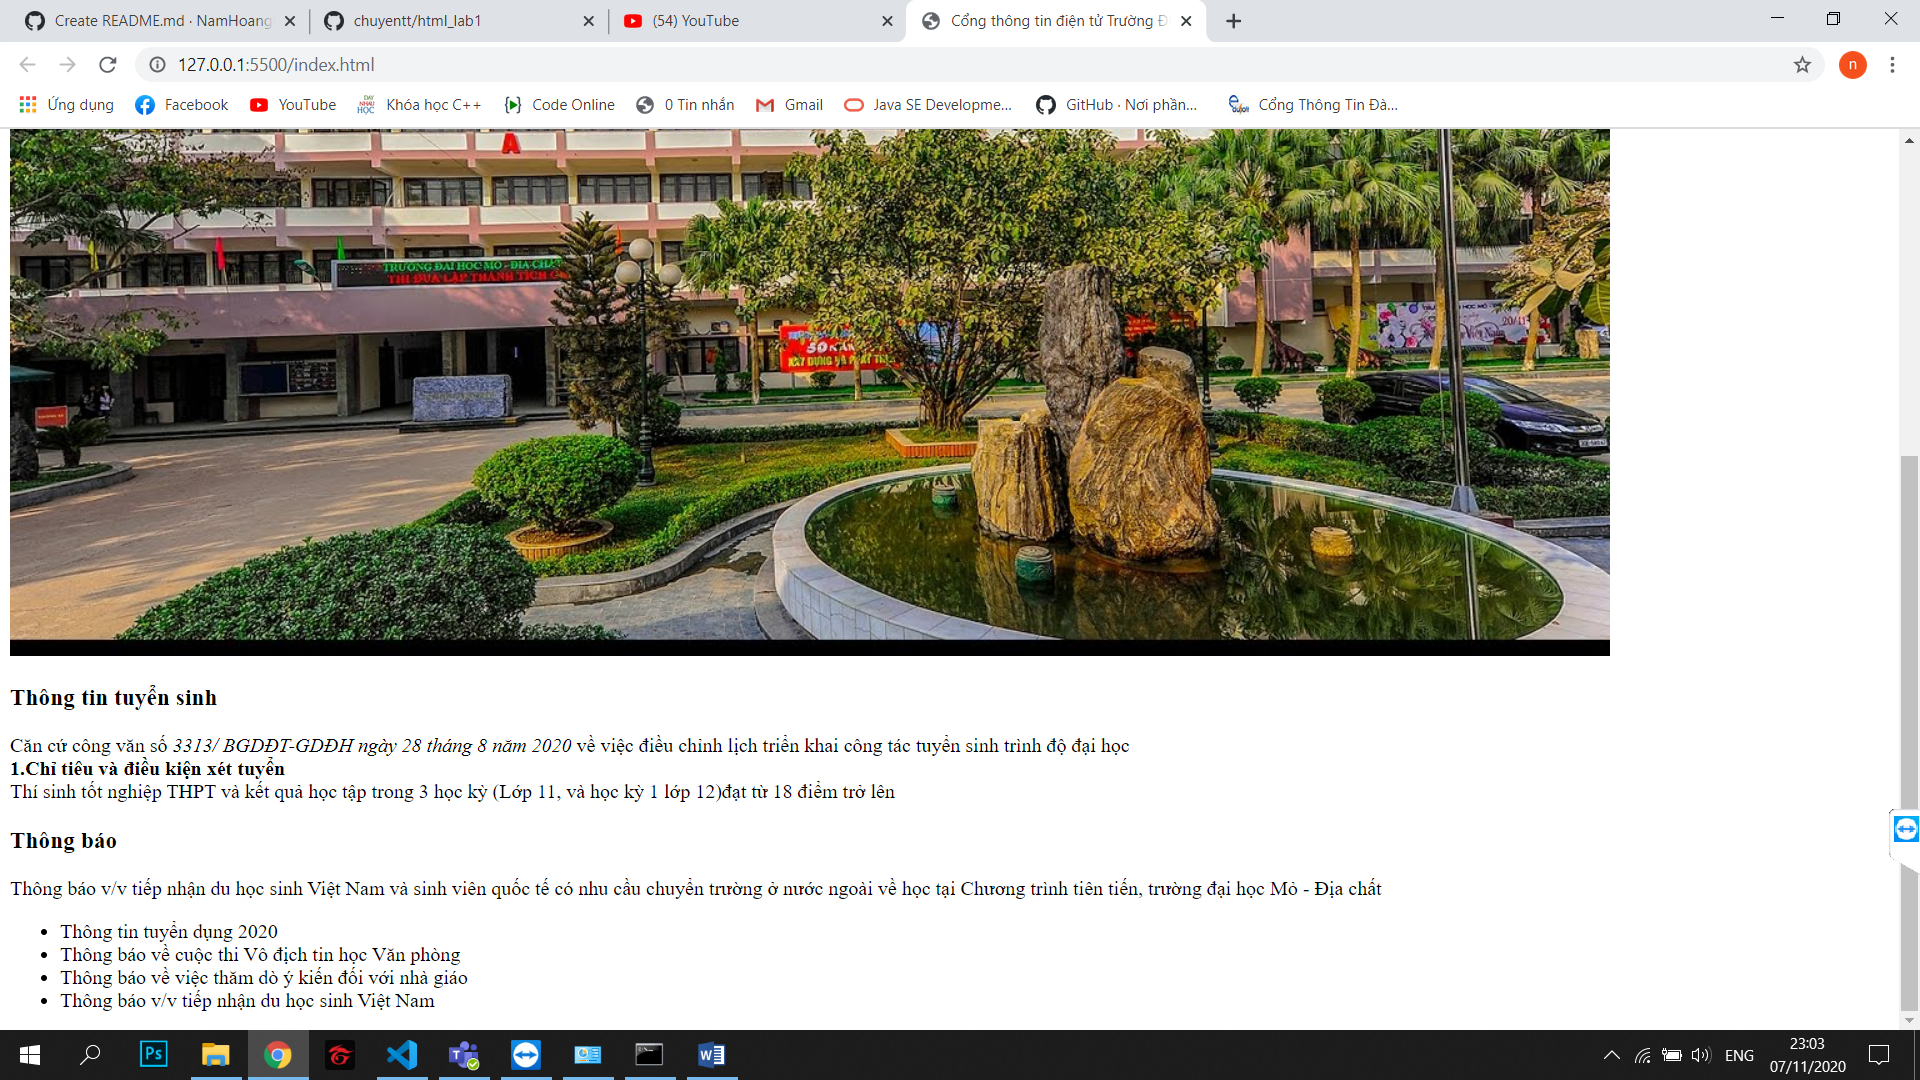 Create README.md · NamHoang
chuyentt/html_lab1
(54) YouTube
Cổng thông tin điện tử Trường Đ
127.0.0.1:5500/index.html
n
Ứng dụng
Facebook
YouTube
DẠY NHAU HỌC
Khóa học C++
Code Online
0 Tin nhắn
Gmail
Java SE Developme...
GitHub · Nơi phần...
Cổng Thông Tin Đà...
A
TRƯỜNG ĐẠI HỌC MỎ - ĐỊA CHẤT
THI ĐUA LẬP THÀNH TÍCH
50 NĂM
XÂY DỰNG VÀ PHÁT TR
20/11
Việt Nam
Thông tin tuyển sinh
Căn cứ công văn số 3313/ BGDĐT-GDĐH ngày 28 tháng 8 năm 2020 về việc điều chỉnh lịch triển khai công tác tuyển sinh trình độ đại học
1.Chỉ tiêu và điều kiện xét tuyển
Thí sinh tốt nghiệp THPT và kết quả học tập trong 3 học kỳ (Lớp 11, và học kỳ 1 lớp 12)đạt từ 18 điểm trở lên
Thông báo
Thông báo v/v tiếp nhận du học sinh Việt Nam và sinh viên quốc tế có nhu cầu chuyển trường ở nước ngoài về học tại Chương trình tiên tiến, trường đại học Mỏ - Địa chất
Thông tin tuyển dụng 2020
Thông báo về cuộc thi Vô địch tin học Văn phòng
Thông báo về việc thăm dò ý kiến đối với nhà giáo
Thông báo v/v tiếp nhận du học sinh Việt Nam
Ps
ENG
23:03
07/11/2020